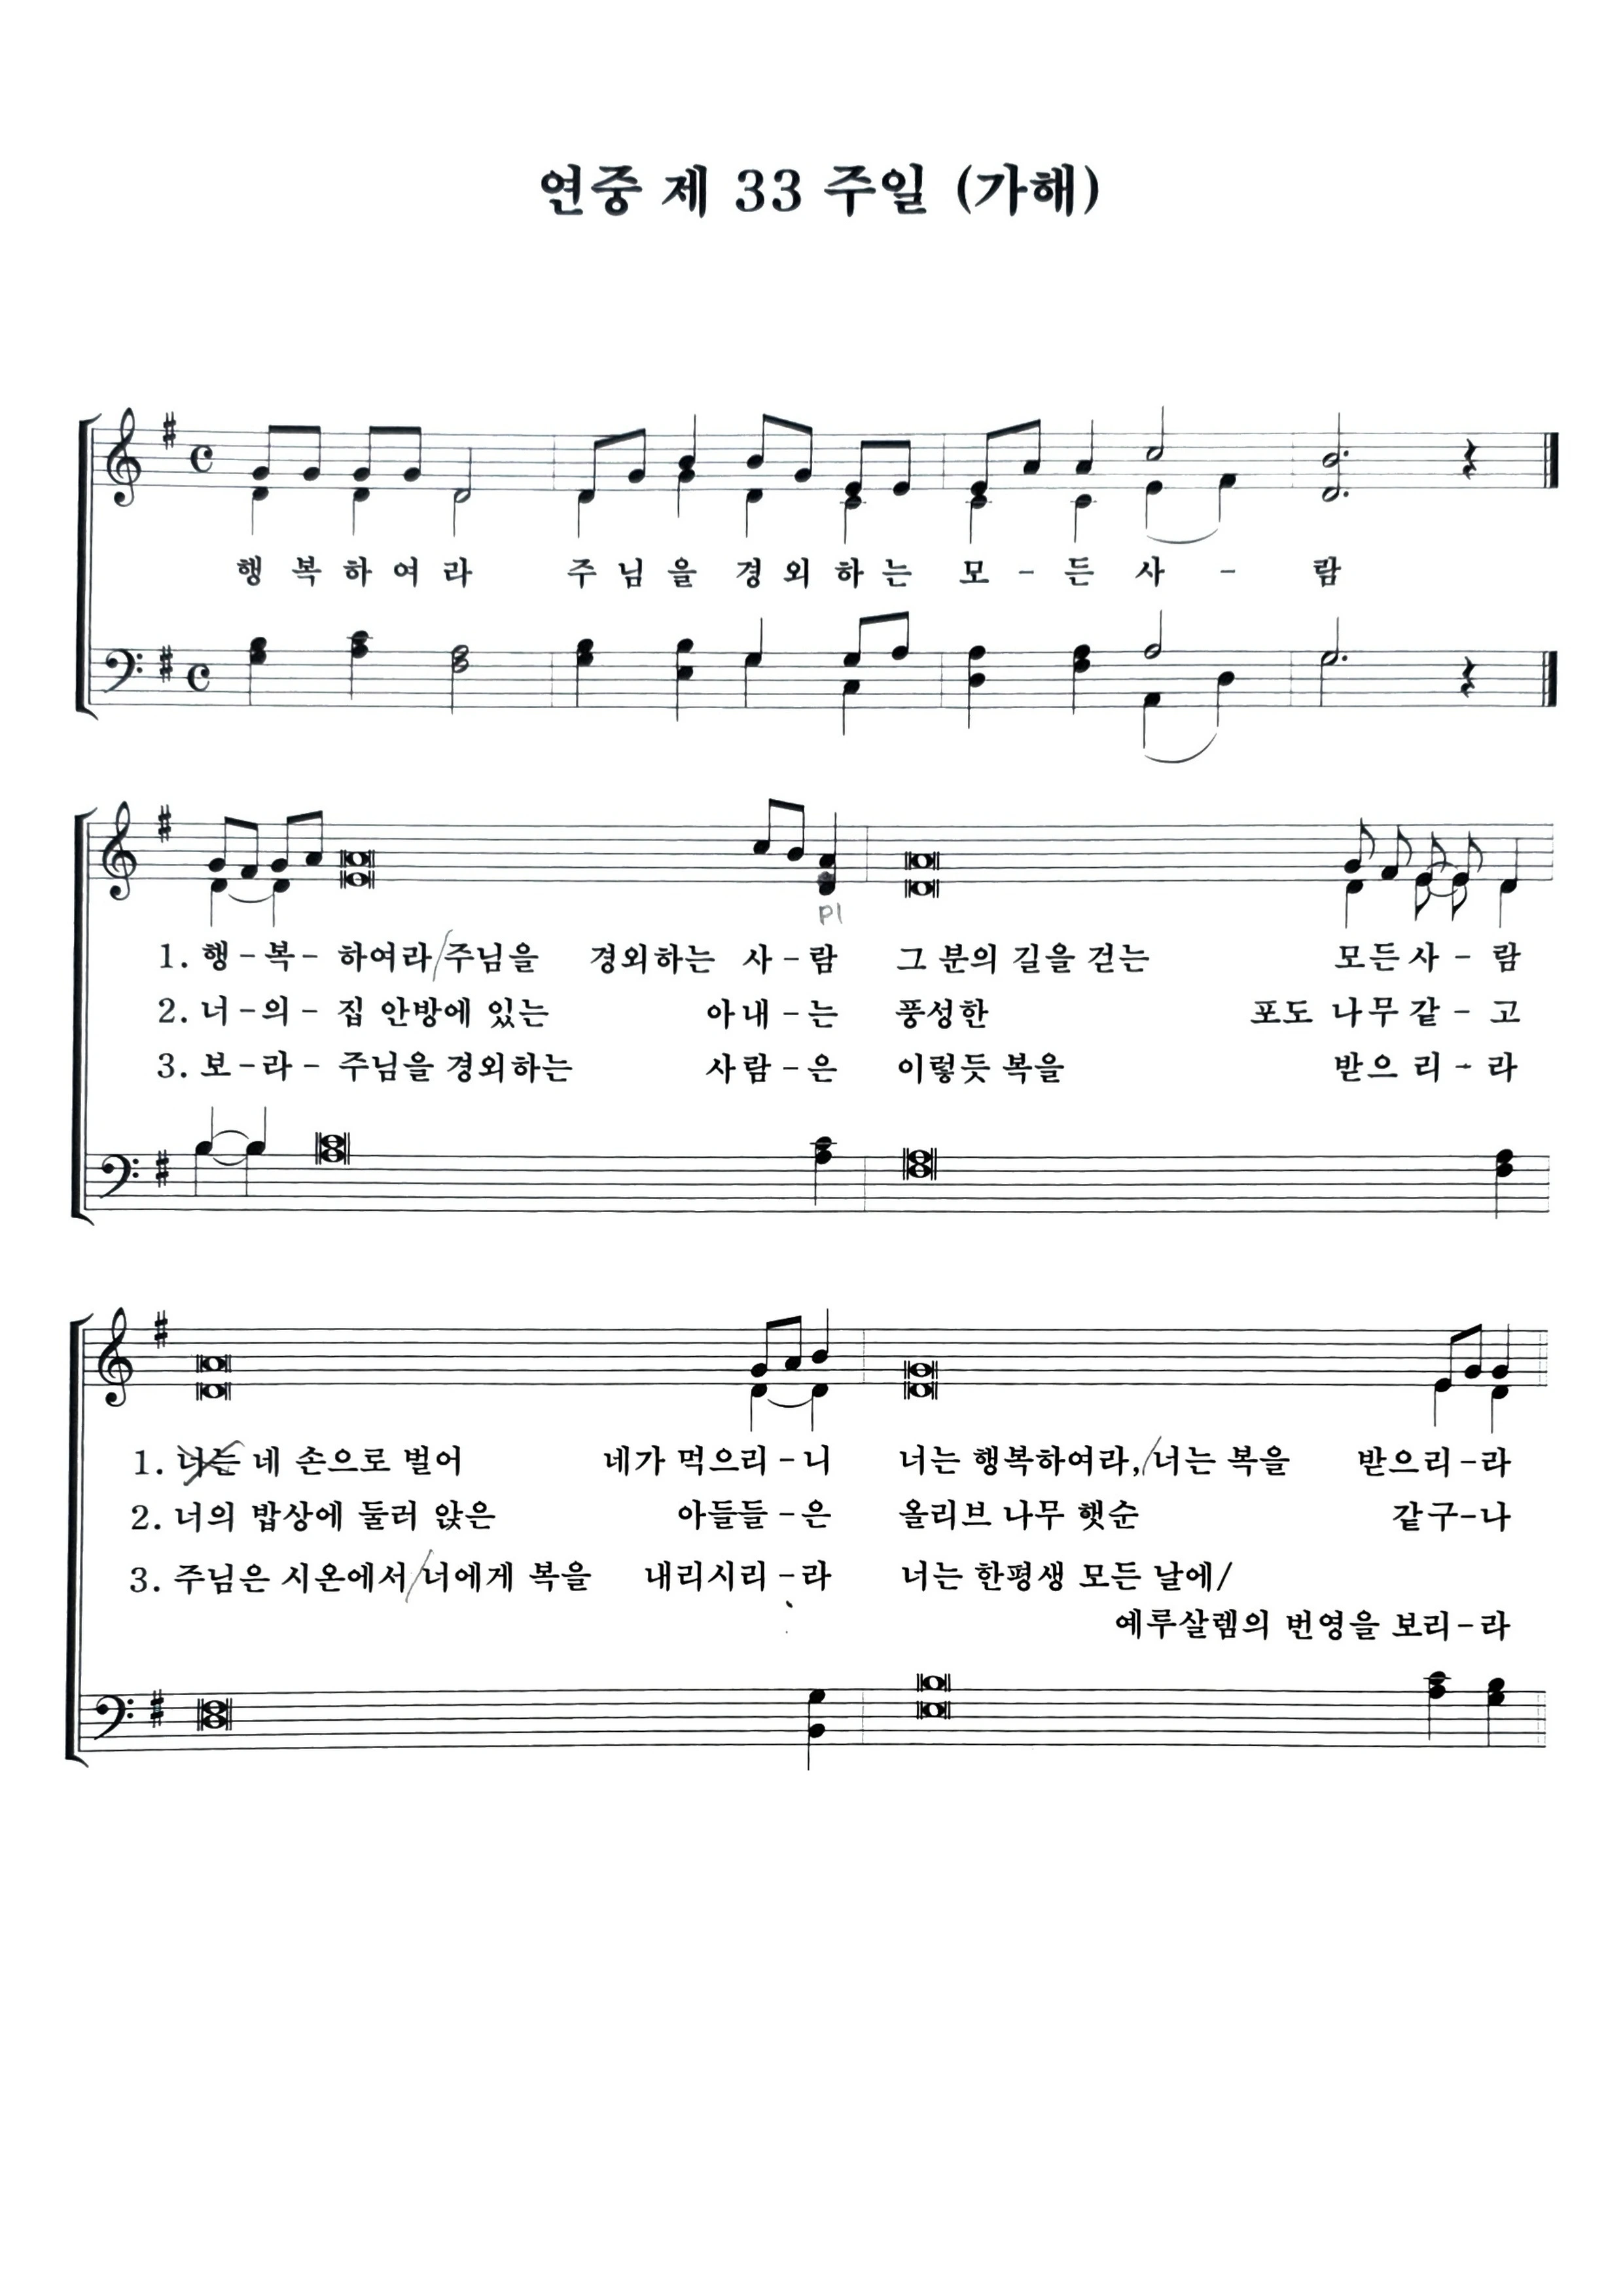 연중 제 33 주일 (가해)
행 복 하 여 라 주 님 을 경 외 하 는 모 - 든 사 - 람
1. 행-복- 하여라/주님을 경외하는 사-람 그 분의 길을 걷는 모든 사 - 람
2. 너-의- 집 안방에 있는 아내-는 풍성한 포도 나무 같 - 고
3. 보-라- 주님을 경외하는 사람-은 이렇듯 복을 받으 리 - 라
1. 너는 네 손으로 벌어 네가 먹으리-니 너는 행복하여라,/너는 복을 받으리-라
2. 너의 밥상에 둘러 앉은 아들들-은 올리브 나무 햇순 같구-나
3. 주님은 시온에서/너에게 복을 내리시리-라 너는 한평생 모든 날에/
예루살렘의 번영을 보리-라